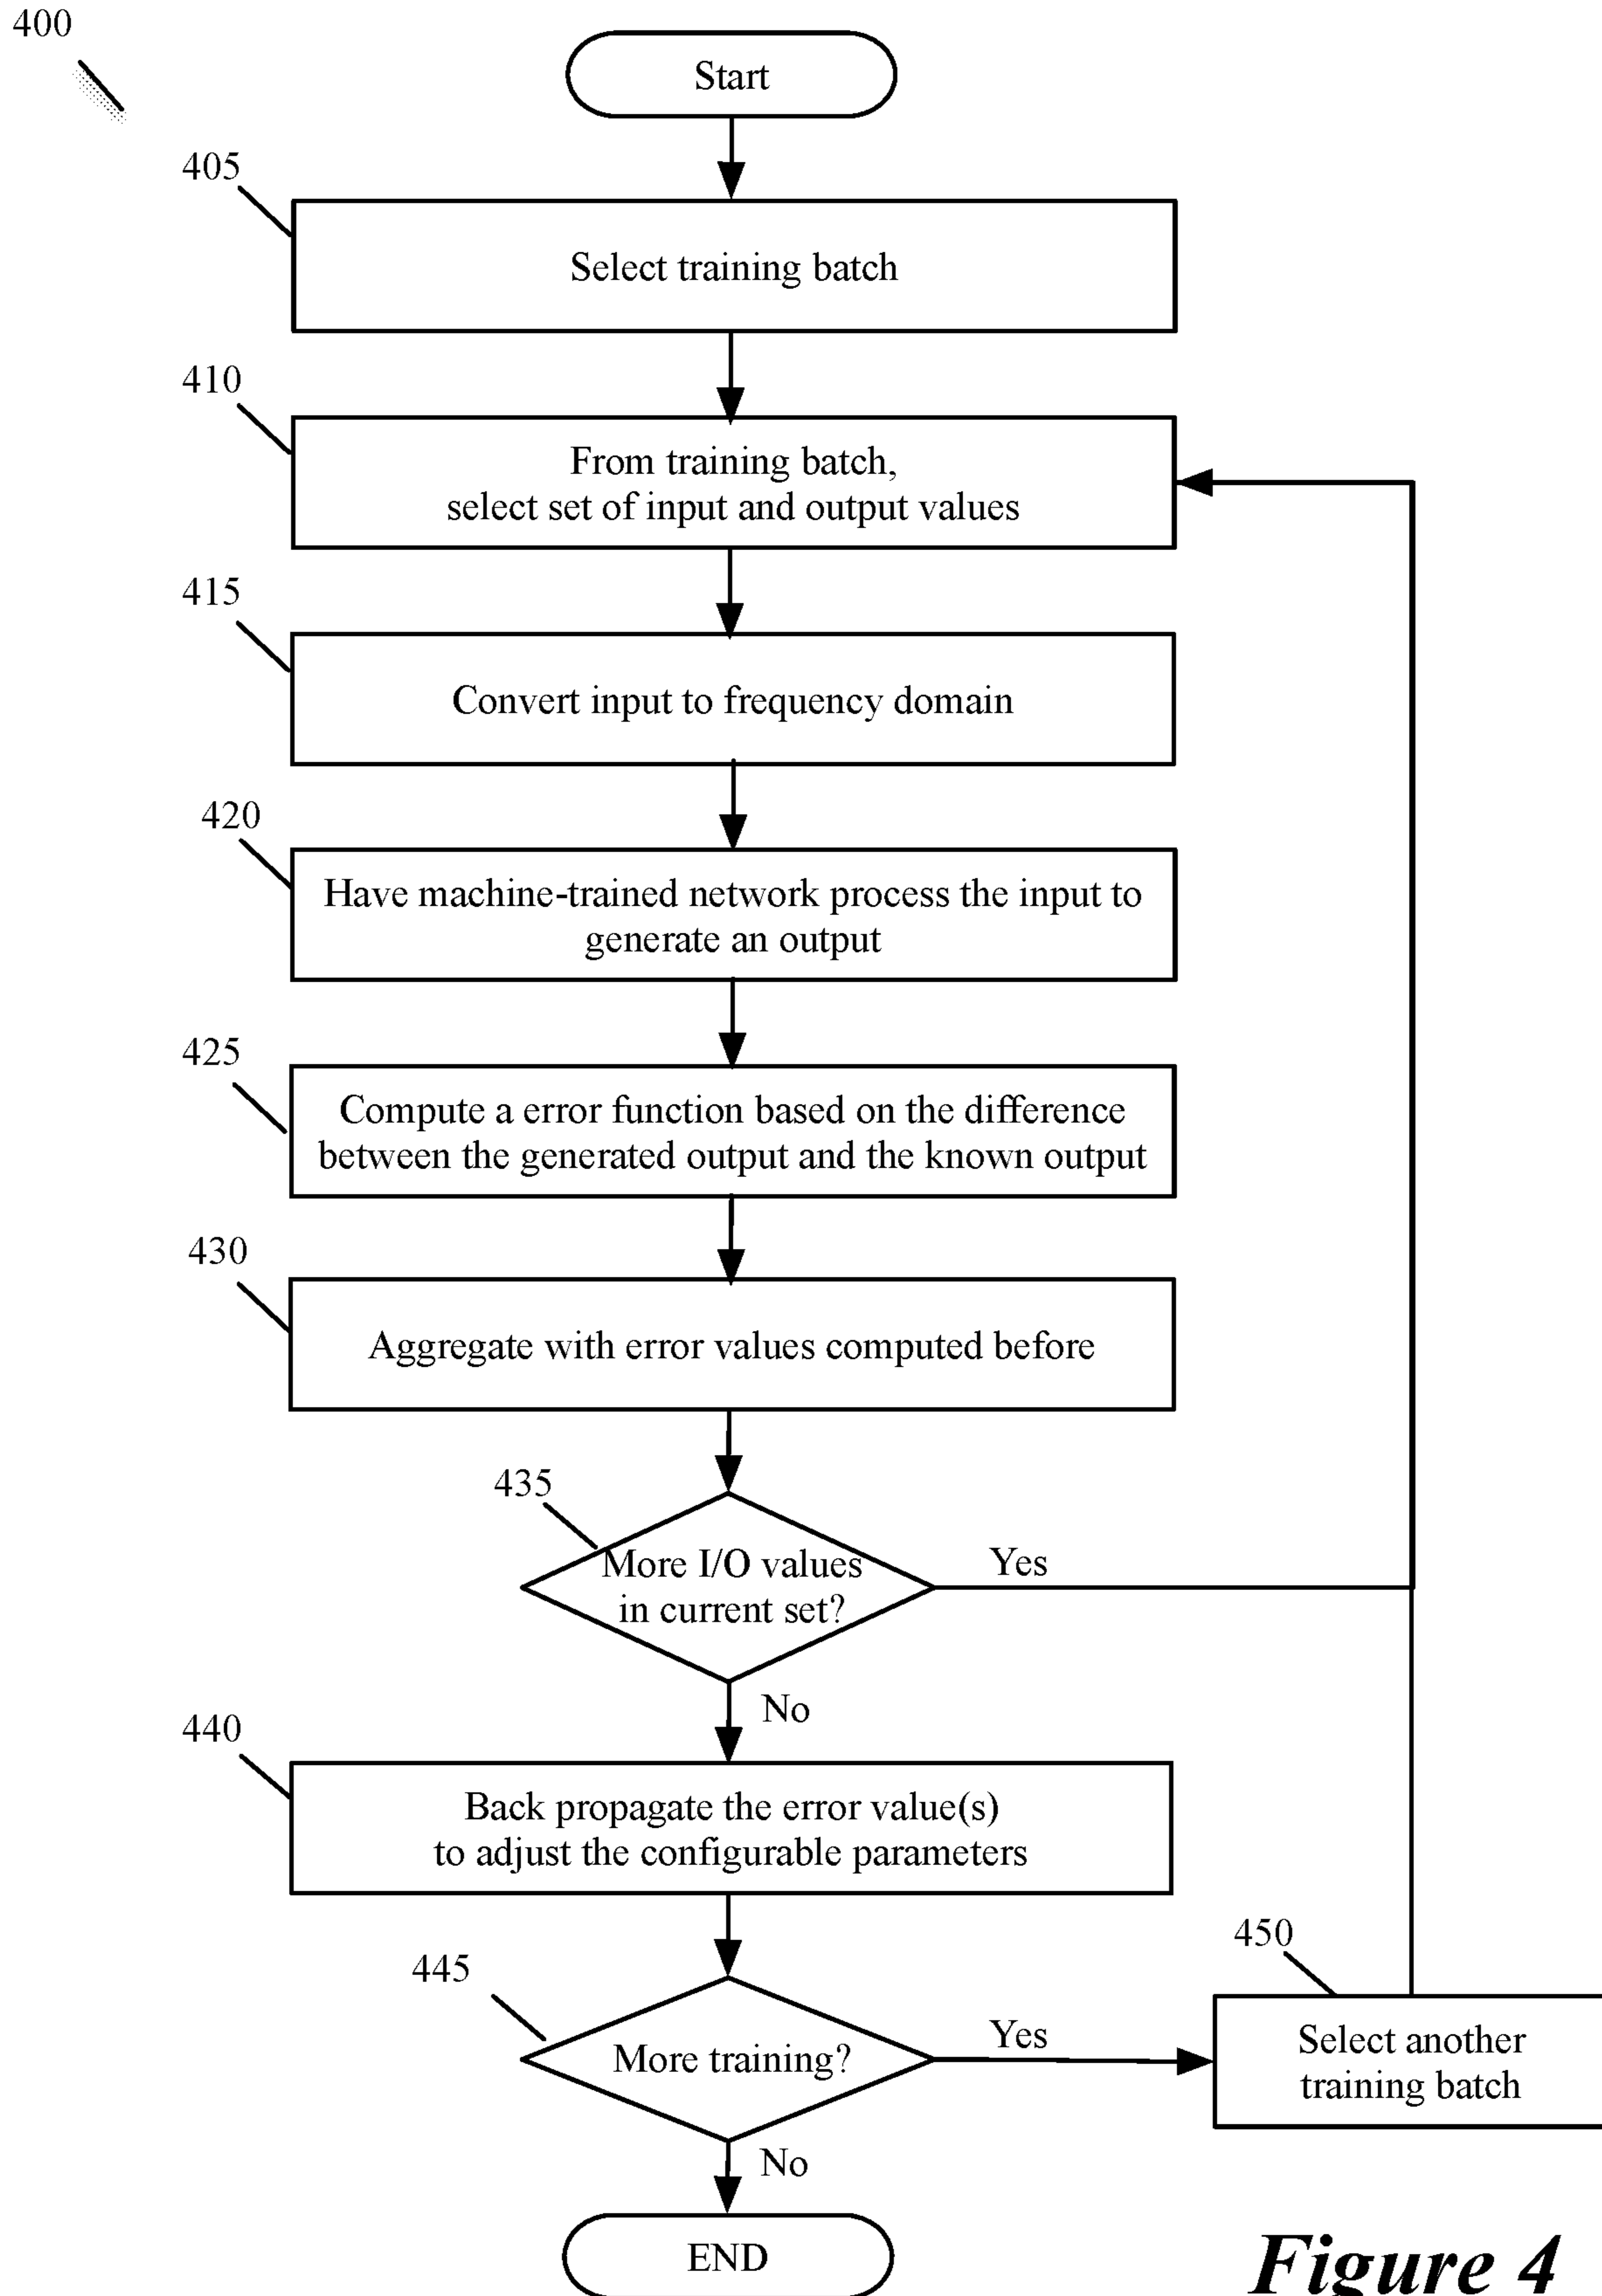 400
Start
405
Select training batch
410
From training batch,
select set of input and output values
415
Convert input to frequency domain
420
Have machine-trained network process the input to
generate an output
425
Compute a error function based on the difference
between the generated output and the known output
430
Aggregate with error values computed before
435
More I/O values
in current set?
Yes
No
440
Back propagate the error value(s)
to adjust the configurable parameters
445
More training?
Yes
450
Select another
training batch
No
END
Figure 4